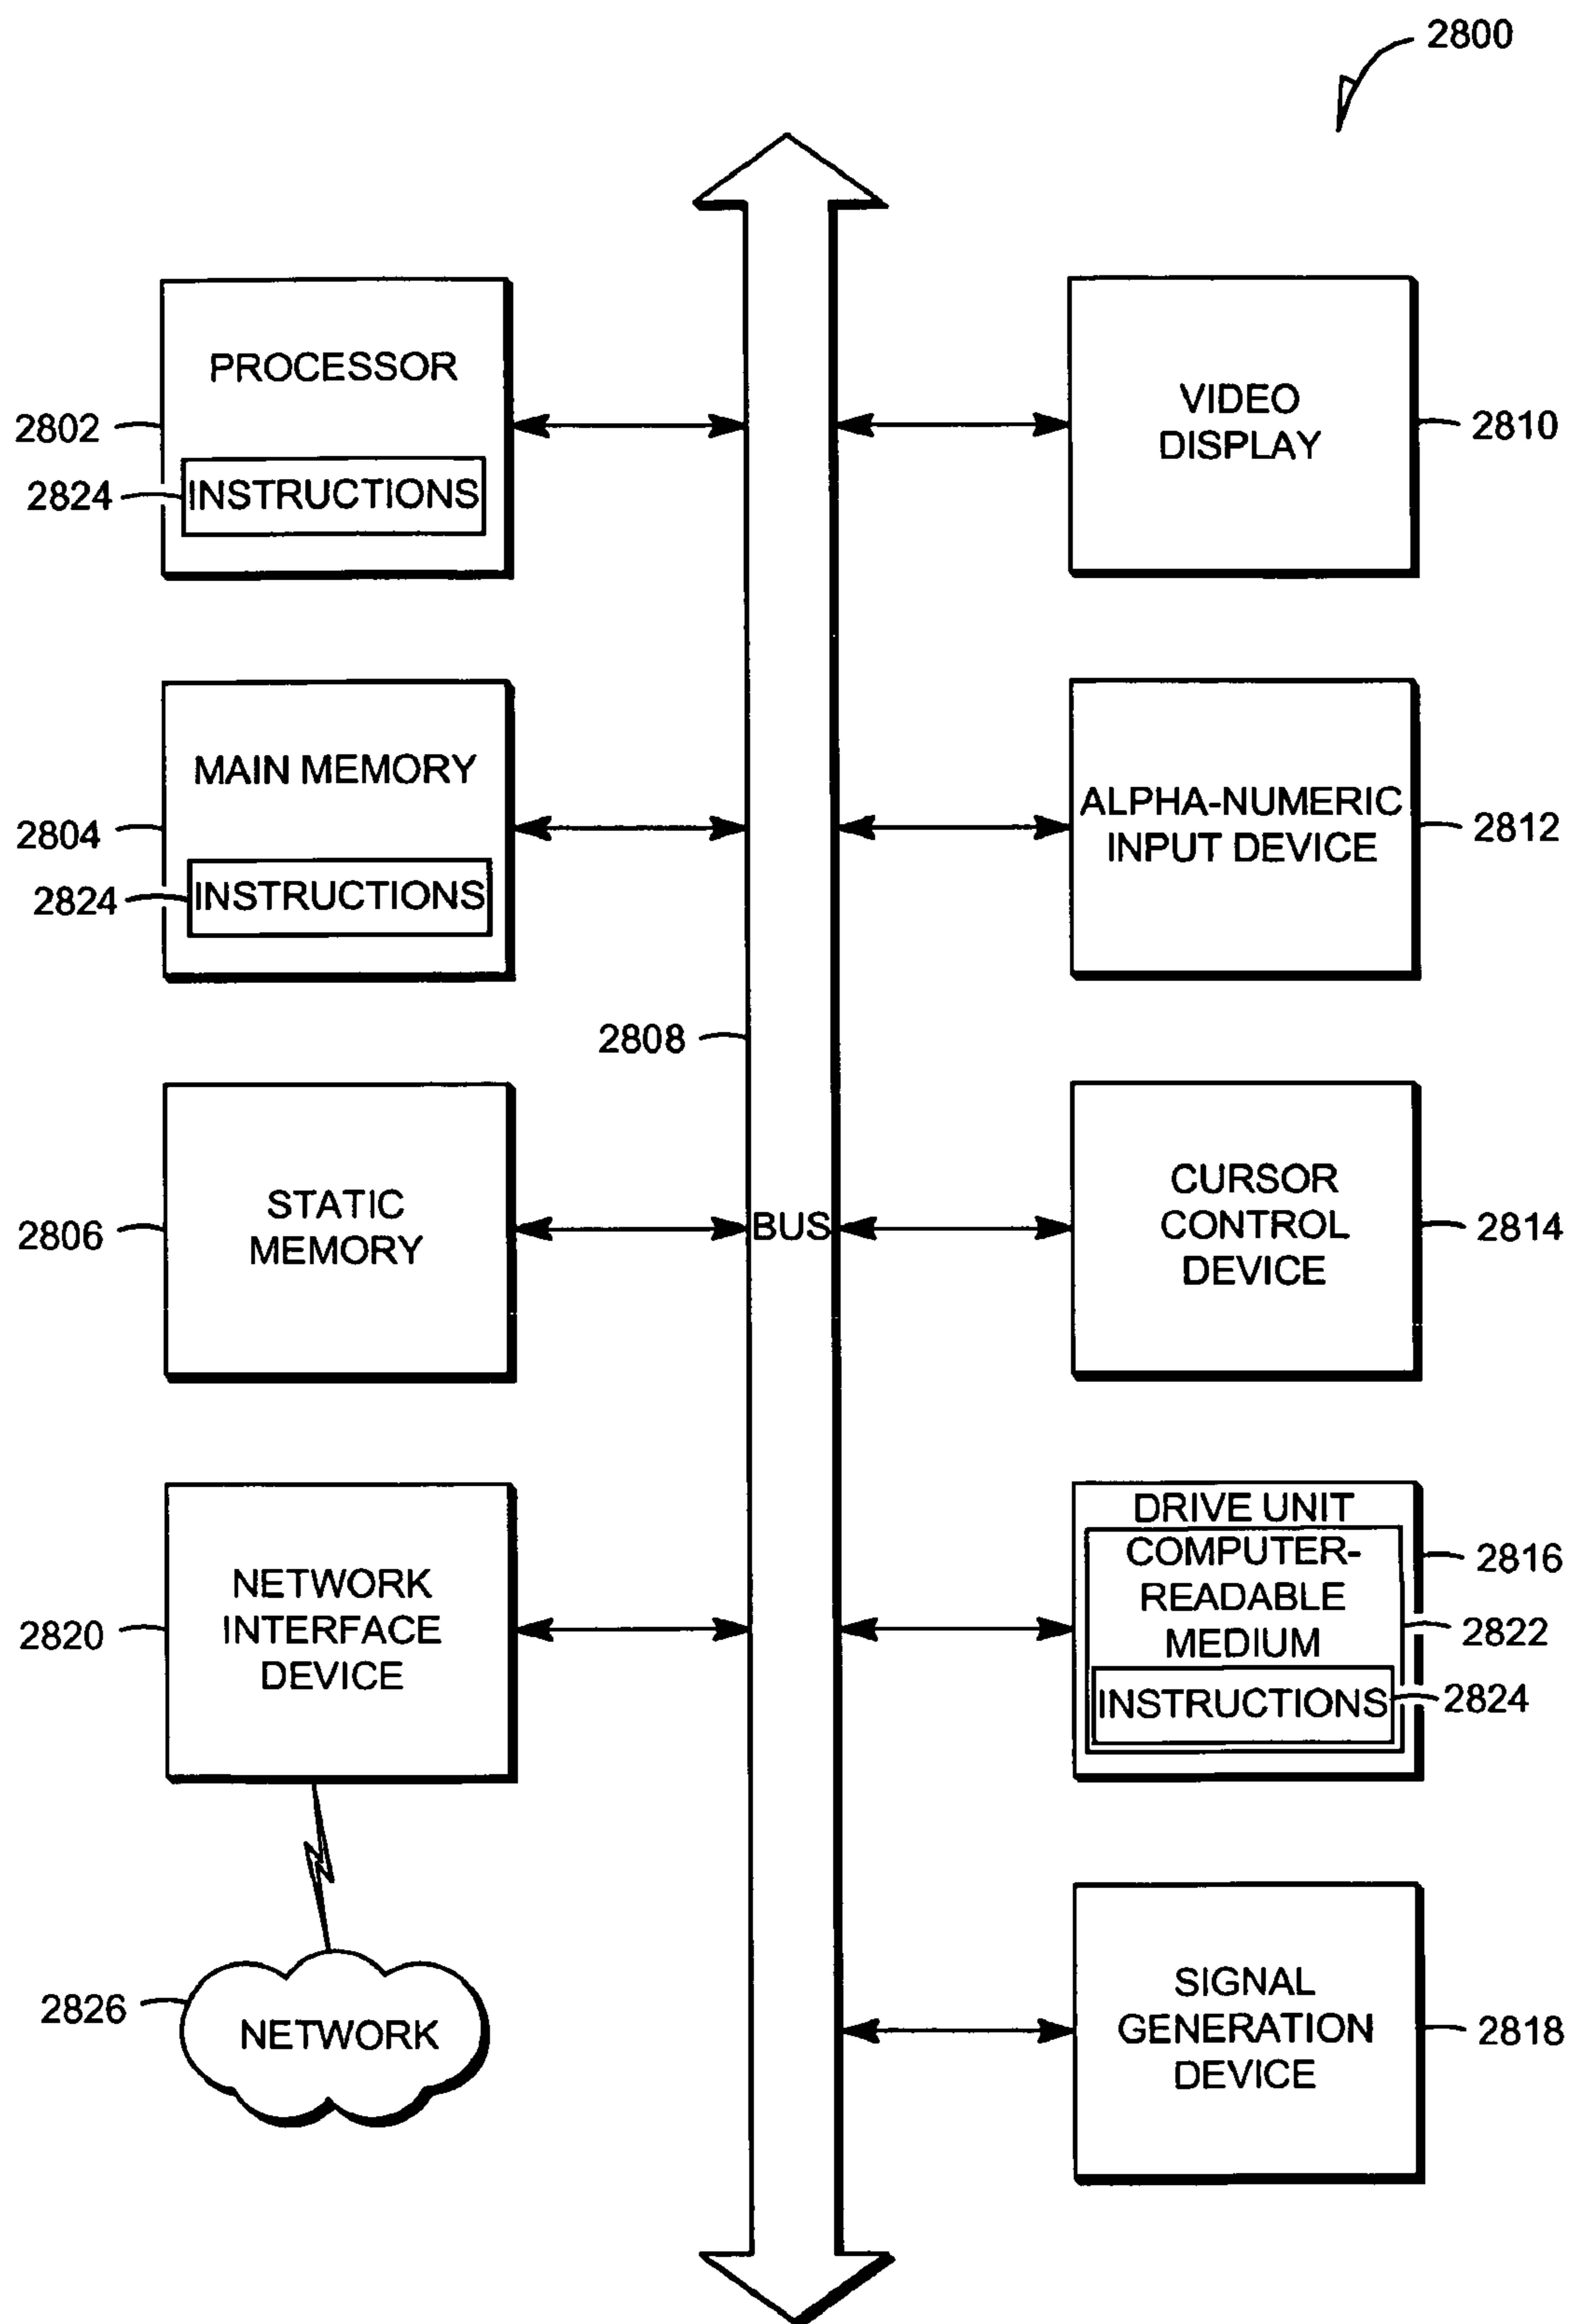 2800
PROCESSOR
2802
2824
INSTRUCTIONS
VIDEO
DISPLAY
2810
MAIN MEMORY
2804
2824
INSTRUCTIONS
ALPHA-NUMERIC
INPUT DEVICE
2812
2808
STATIC
MEMORY
2806
BUS
CURSOR
CONTROL
DEVICE
2814
NETWORK
INTERFACE
DEVICE
2820
DRIVE UNIT
COMPUTER-
READABLE
MEDIUM
2816
2822
INSTRUCTIONS
2824
2826
NETWORK
SIGNAL
GENERATION
DEVICE
2818